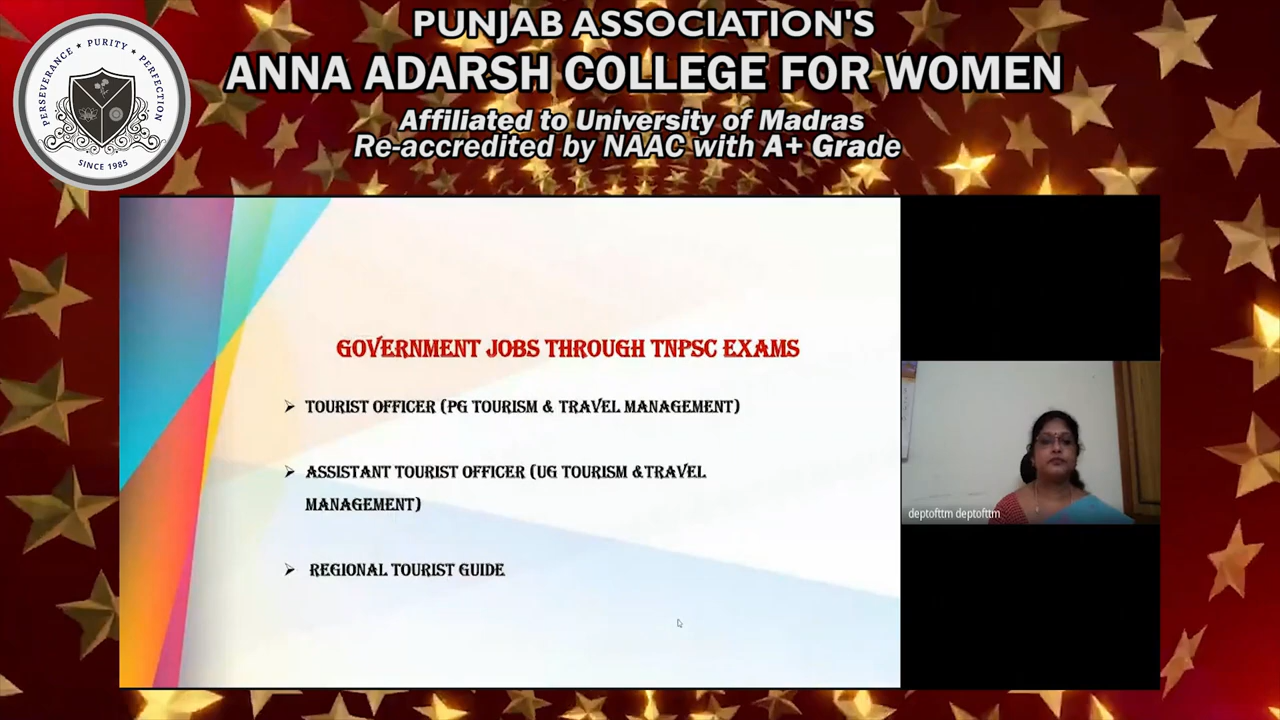 PUNJAB ASSOCIATION'S
ANNA ADARSH COLLEGE FOR WOMEN
Affiliated to University of Madras
Re-accredited by NAAC with A+ Grade
PERSEVERANCE ★ PURITY ★ PERFECTION
SINCE 1985
GOVERNMENT JOBS THROUGH TNPSC EXAMS
➢ TOURIST OFFICER (PG TOURISM & TRAVEL MANAGEMENT)
➢ ASSISTANT TOURIST OFFICER (UG TOURISM &TRAVEL
MANAGEMENT)
➢ REGIONAL TOURIST GUIDE
deptofttm deptofttm